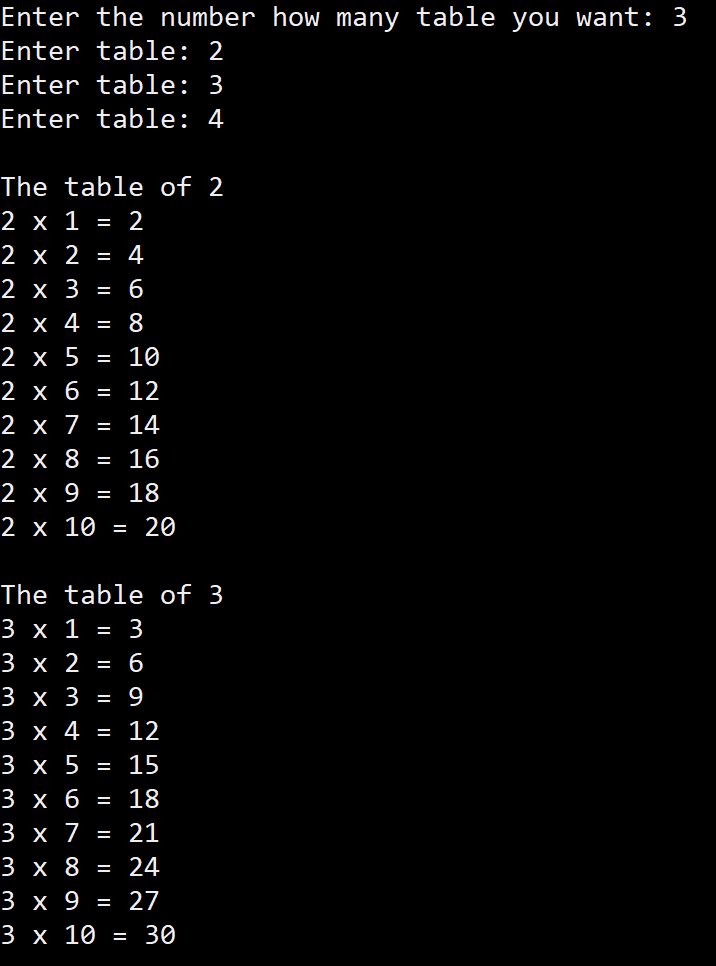 Enter the number how many table you want: 3
Enter table: 2
Enter table: 3
Enter table: 4
The table of 2
2 x 1 = 2
2 x 2 = 4
2 x 3 = 6
2 x 4 = 8
2 x 5 = 10
2 x 6 = 12
2 x 7 = 14
2 x 8 = 16
2 x 9 = 18
2 x 10 = 20
The table of 3
3 x 1 = 3
3 x 2 = 6
3 x 3 = 9
3 x 4 = 12
3 x 5 = 15
3 x 6 = 18
3 x 7 = 21
3 x 8 = 24
3 x 9 = 27
3 x 10 = 30